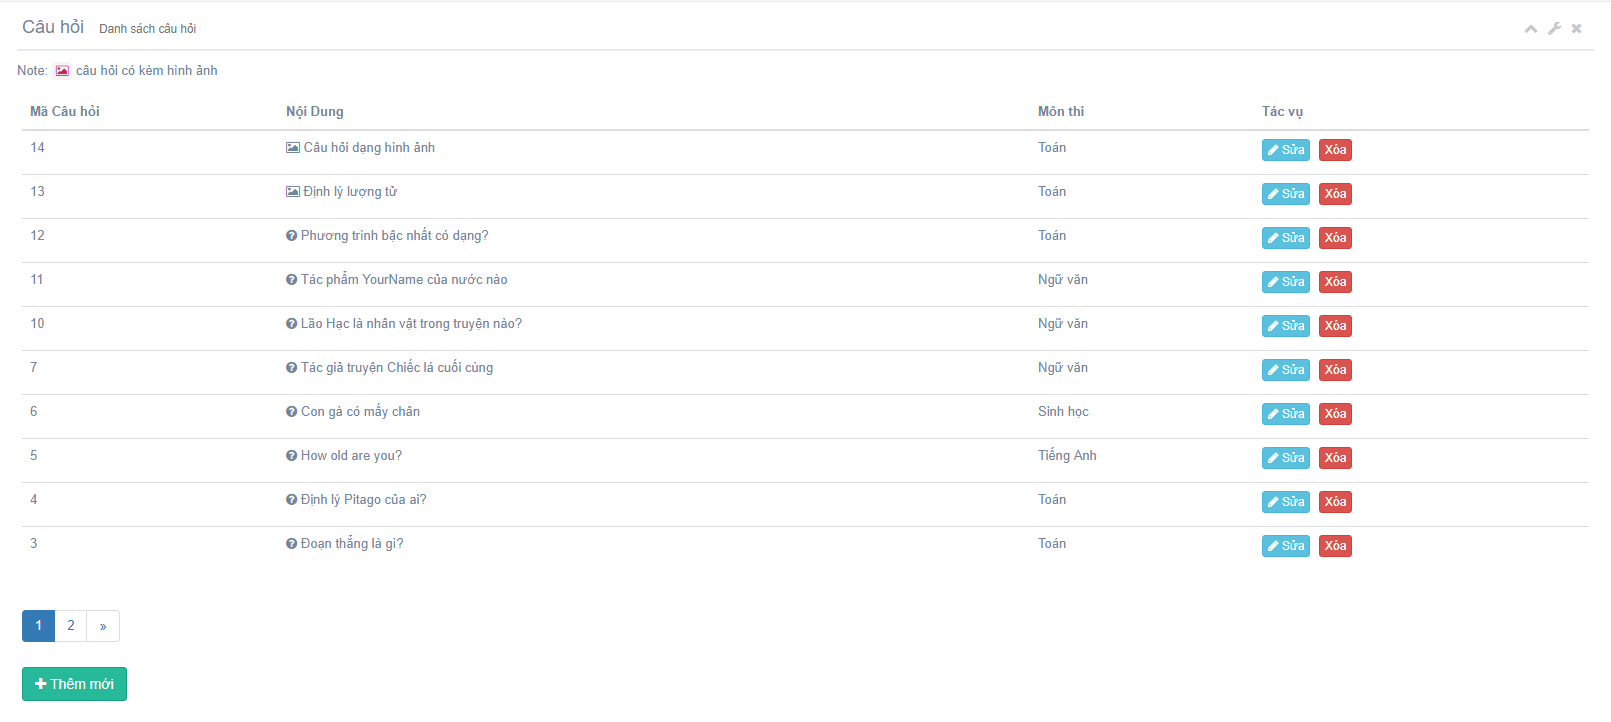 Câu hỏi Danh sách câu hỏi
Note: câu hỏi có kèm hình ảnh
Mã Câu hỏi Nội Dung Môn thi Tác vụ
14 Câu hỏi dạng hình ảnh Toán Sửa Xóa
13 Định lý lượng tử Toán Sửa Xóa
12 Phương trình bậc nhất có dạng? Toán Sửa Xóa
11 Tác phẩm YourName của nước nào Ngữ văn Sửa Xóa
10 Lão Hạc là nhân vật trong truyện nào? Ngữ văn Sửa Xóa
7 Tác giả truyện Chiếc lá cuối cùng Ngữ văn Sửa Xóa
6 Con gà có mấy chân Sinh học Sửa Xóa
5 How old are you? Tiếng Anh Sửa Xóa
4 Định lý Pitago của ai? Toán Sửa Xóa
3 Đoạn thẳng là gì? Toán Sửa Xóa
1 2 »
Thêm mới